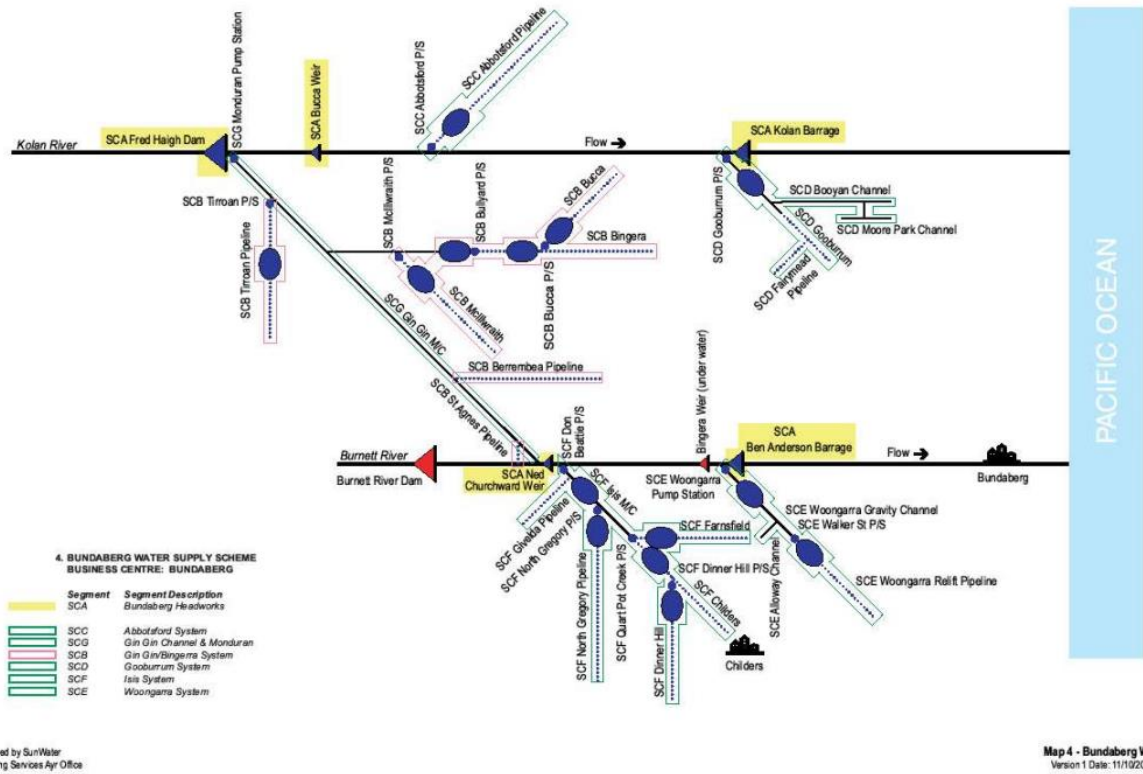 SCG Monduran Pump Station
SCA Bucca Weir
SCC Abbotsford P/S
SCC Abbotsford Pipeline
Kolan River
SCA Fred Haigh Dam
Flow
SCA Kolan Barrage
SCB Tirroan P/S
SCB Tirroan Pipeline
SCB McIlwraith P/S
SCB Bullyard P/S
SCB Bucca
SCB Bingera
SCB Bucca P/S
SCB McIlwraith
SCD Gooburrum P/S
SCD Booyan Channel
SCD Moore Park Channel
SCD Gooburrum
SCD Fairymead
Pipeline
PACIFIC OCEAN
SCG Gin Gin M/C
SCB Berrembea Pipeline
SCB St.Agnes Pipeline
Burnett River
Burnett River Dam
SCA Ned
Churchward Weir
SCF Don
Beattie P/S
Bingera Weir (under water)
SCA
Ben Anderson Barrage
Flow
Bundaberg
SCE Woongarra
Pump Station
SCF Isis M/C
SCF Givelda Pipeline
SCF North Gregory P/S
SCF North Gregory Pipeline
SCF Quart Pot Creek P/S
SCF Farnsfield
SCF Dinner Hill P/S
SCF Childers
SCF Dinner Hill
Childers
SCE Woongarra Gravity Channel
SCE Walker St P/S
SCE Alloway Channel
SCE Woongarra Relift Pipeline
4. BUNDABERG WATER SUPPLY SCHEME
BUSINESS CENTRE: BUNDABERG
Segment Segment Description
SCA Bundaberg Headworks
SCC Abbotsford System
SCG Gin Gin Channel & Monduran
SCB Gin Gin/Bingerra System
SCD Gooburrum System
SCF Isis System
SCE Woongarra System
ed by SunWater
ng Services Ayr Office
Map 4 - Bundaberg W
Version 1 Date: 11/10/20